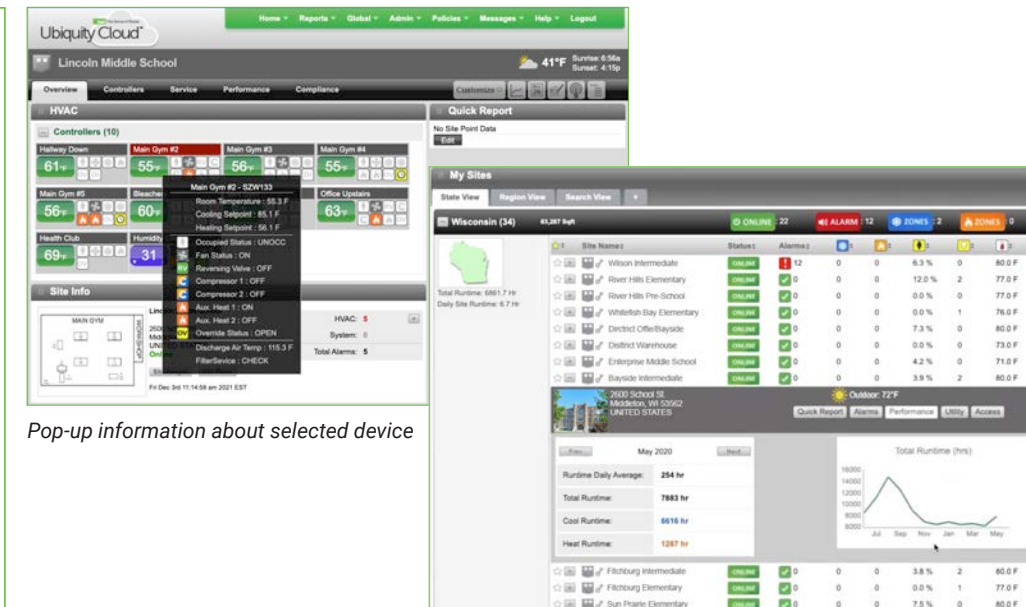 Ubiquity Cloud
Home Reports Global Admin Policies Messages Help Logout
Lincoln Middle School
41°F Sunrise: 6:56a
Sunset: 4:15p
Overview Controllers Service Performance Compliance
Customize
HVAC
Controllers (10)
Hallway Down Main Gym #2 Main Gym #3 Main Gym #4
61°F 55°F 56°F 55°F
Main Gym #5 Office Upstairs
56°F 60°F 63°F
Health Club
69°F 31
Main Gym #2 - SZW133
Room Temperature : 55.3 F
Cooling Setpoint : 85.1 F
Heating Setpoint : 56.1 F
Occupied Status : UNOCC
Fan Status : ON
RV Reversing Valve : OFF
Compressor 1 : OFF
Compressor 2 : OFF
Aux. Heat 1 : ON
Aux. Heat 2 : OFF
OV Override Status : OPEN
Discharge Air Temp : 115.3 F
FilterSevice : CHECK
Site Info
MAIN GYM
WORKSHOP
HVAC: 5
System: 0
Total Alarms: 5
Fri Dec 3rd 11:14:58 am 2021 EST
Quick Report
No Site Point Data
Edit
Pop-up information about selected device
My Sites
State View Region View Search View +
Wisconsin (34) 83,267 Sqft ONLINE : 22 ALARM : 12 ZONES : 2 ZONES : 0
Site Name Status Alarms
Total Runtime: 6861.7 Hr
Daily Site Runtime: 6.7 Hr
Wilson Intermediate ONLINE 12 0 0 6.3 % 0 80.0 F
River Hills Elementary ONLINE 0 0 0 12.0 % 2 77.0 F
River Hills Pre-School ONLINE 0 0 0 0.0 % 0 77.0 F
Whitefish Bay Elementary ONLINE 0 0 0 0.0 % 1 76.0 F
Dirctrict Offie/Bayside ONLINE 0 0 0 7.3 % 0 80.0 F
District Warehouse ONLINE 0 0 0 0.0 % 0 73.0 F
Enterprise Middle School ONLINE 0 0 0 4.2 % 0 71.0 F
Bayside Intermediate ONLINE 0 0 0 3.9 % 2 80.0 F
2600 School St.
Middleton, WI 53562
UNITED STATES
Outdoor: 72°F
Quick Report Alarms Performance Utility Access
Prev May 2020 Next
Runtime Daily Average: 254 hr
Total Runtime: 7883 hr
Cool Runtime: 6616 hr
Heat Runtime: 1267 hr
Total Runtime (hrs)
16000
14000
12000
10000
8000
6000
Jul Sep Nov Jan Mar May
Fitchburg Intermediate ONLINE 0 0 0 3.8 % 2 60.0 F
Fitchburg Elementary ONLINE 0 0 0 0.0 % 1 77.0 F
Sun Prairie Elementary ONLINE 0 0 0 7.5 % 0 80.0 F